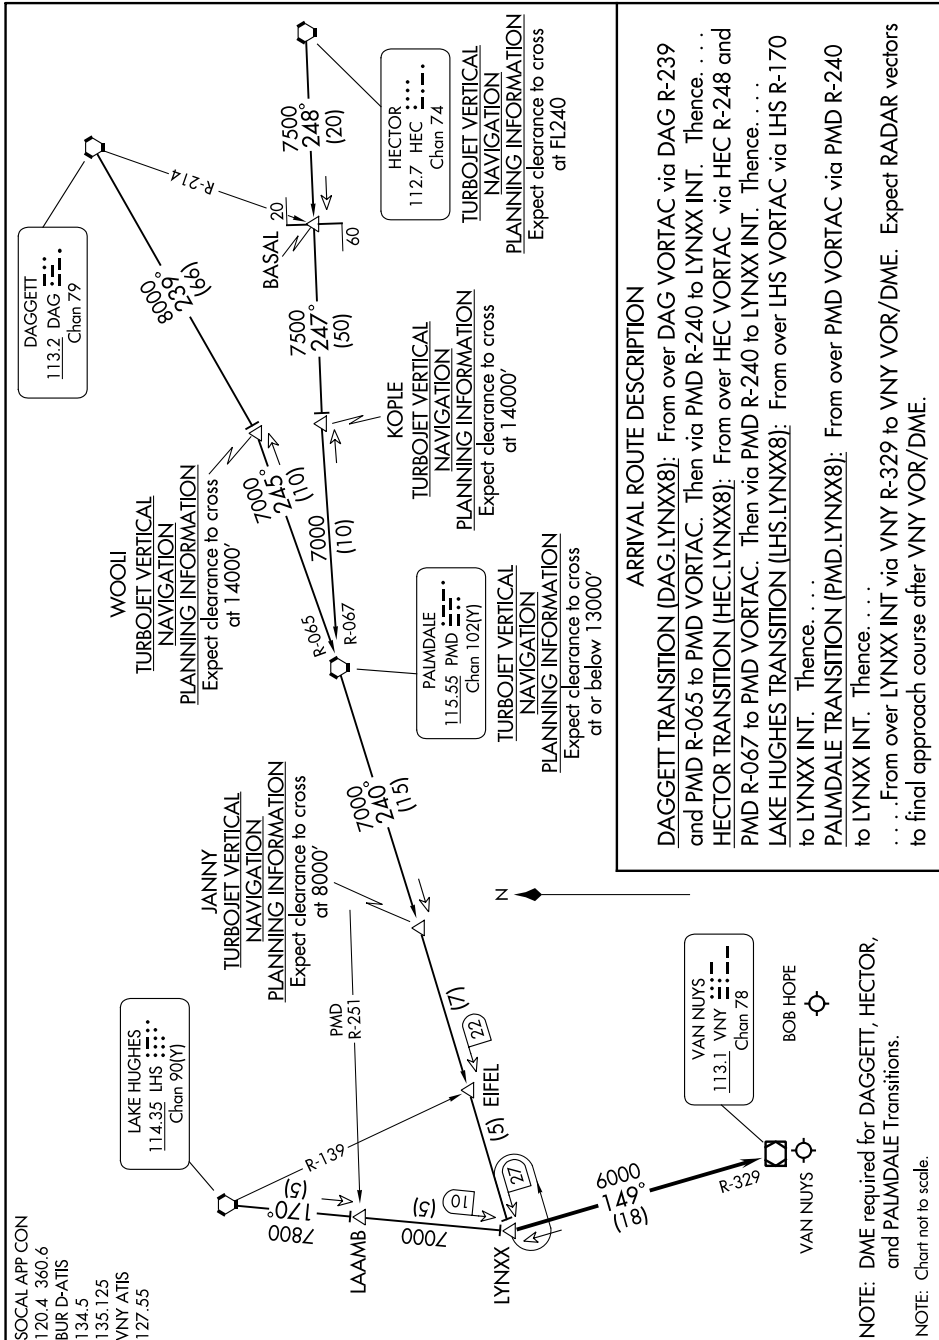 SOCAL APP CON
120.4 360.6
BUR D-ATIS
134.5
135.125
VNY ATIS
127.55
LAKE HUGHES
114.35 LHS
Chan 90(Y)
JANNY
TURBOJET VERTICAL
NAVIGATION
PLANNING INFORMATION
Expect clearance to cross
at 8000'
WOOLI
TURBOJET VERTICAL
NAVIGATION
PLANNING INFORMATION
Expect clearance to cross
at 14000'
DAGGETT
113.2 DAG
Chan 79
R-214
8000
239°
(66)
7000
245°
(10)
R-065
R-067
BASAL
20
60
7500
248°
(20)
7500
247°
(50)
7000
(10)
HECTOR
112.7 HEC
Chan 74
TURBOJET VERTICAL
NAVIGATION
PLANNING INFORMATION
Expect clearance to cross
at FL240
KOPLE
TURBOJET VERTICAL
NAVIGATION
PLANNING INFORMATION
Expect clearance to cross
at 14000'
PALMDALE
115.55 PMD
Chan 102(Y)
TURBOJET VERTICAL
NAVIGATION
PLANNING INFORMATION
Expect clearance to cross
at or below 13000'
7000
240°
(15)
PMD
R-251
R-139
(5)
170°
7800
LAAMB
(5)
7000
10
(7)
22
EIFEL
(5)
27
LYNXX
N
6000
149°
(18)
R-329
VAN NUYS
113.1 VNY
Chan 78
VAN NUYS
BOB HOPE
NOTE: DME required for DAGGETT, HECTOR,
and PALMDALE Transitions.
NOTE: Chart not to scale.
ARRIVAL ROUTE DESCRIPTION
DAGGETT TRANSITION (DAG.LYNXX8): From over DAG VORTAC via DAG R-239
and PMD R-065 to PMD VORTAC. Then via PMD R-240 to LYNXX INT. Thence. . . .
HECTOR TRANSITION (HEC.LYNXX8): From over HEC VORTAC via HEC R-248 and
PMD R-067 to PMD VORTAC. Then via PMD R-240 to LYNXX INT. Thence. . . .
LAKE HUGHES TRANSITION (LHS.LYNXX8): From over LHS VORTAC via LHS R-170
to LYNXX INT. Thence. . . .
PALMDALE TRANSITION (PMD.LYNXX8): From over PMD VORTAC via PMD R-240
to LYNXX INT. Thence. . . .
. . . .From over LYNXX INT via VNY R-329 to VNY VOR/DME. Expect RADAR vectors
to final approach course after VNY VOR/DME.